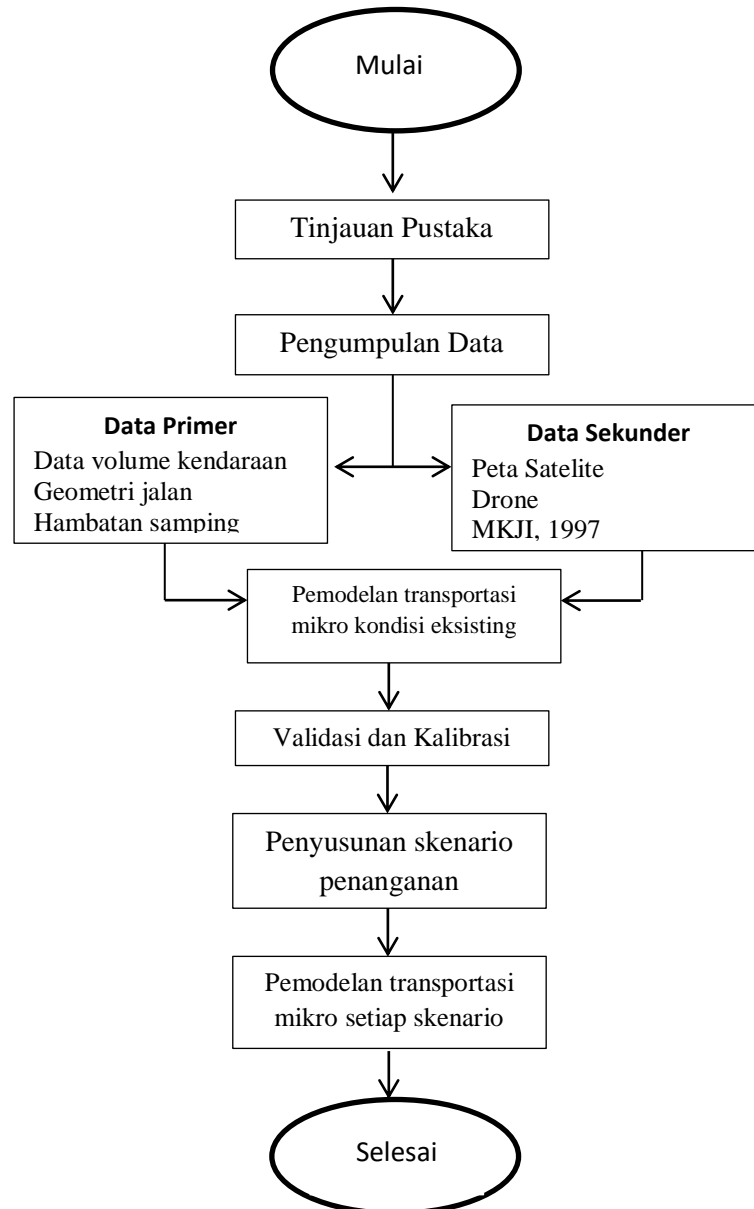 Mulai
Tinjauan Pustaka
Pengumpulan Data
Data Primer
Data volume kendaraan
Geometri jalan
Hambatan samping
Data Sekunder
Peta Satelite
Drone
MKJI, 1997
Pemodelan transportasi
mikro kondisi eksisting
Validasi dan Kalibrasi
Penyusunan skenario
penanganan
Pemodelan transportasi
mikro setiap skenario
Selesai